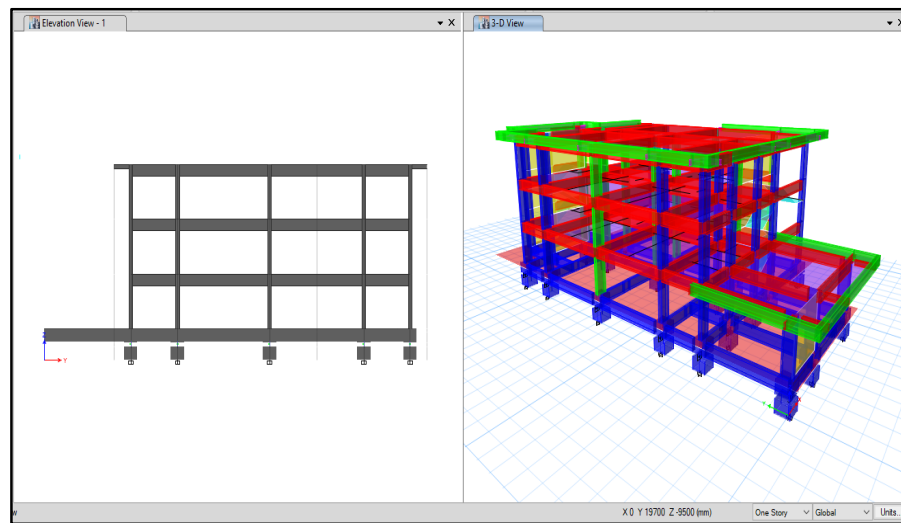 Elevation View - 1
3-D View
X 0 Y 19700 Z -9500 (mm)
One Story
Global
Units...